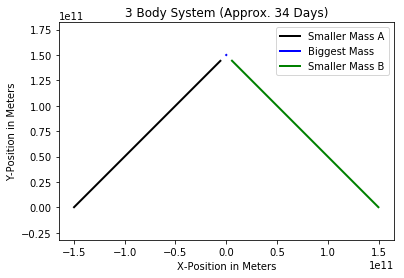 3 Body System (Approx. 34 Days)
1e11
Smaller Mass A
Biggest Mass
Smaller Mass B
1.75
1.50
1.25
1.00
0.75
0.50
0.25
0.00
−0.25
Y-Position in Meters
−1.5 −1.0 −0.5 0.0 0.5 1.0 1.5
1e11
X-Position in Meters